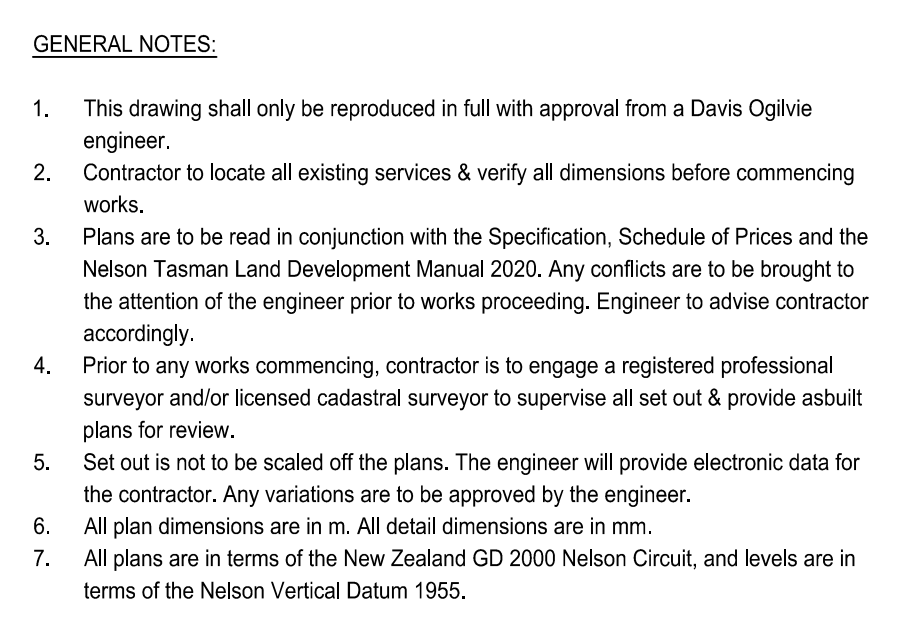 GENERAL NOTES:
1. This drawing shall only be reproduced in full with approval from a Davis Ogilvie
engineer.
2. Contractor to locate all existing services & verify all dimensions before commencing
works.
3. Plans are to be read in conjunction with the Specification, Schedule of Prices and the
Nelson Tasman Land Development Manual 2020. Any conflicts are to be brought to
the attention of the engineer prior to works proceeding. Engineer to advise contractor
accordingly.
4. Prior to any works commencing, contractor is to engage a registered professional
surveyor and/or licensed cadastral surveyor to supervise all set out & provide asbuilt
plans for review.
5. Set out is not to be scaled off the plans. The engineer will provide electronic data for
the contractor. Any variations are to be approved by the engineer.
6. All plan dimensions are in m. All detail dimensions are in mm.
7. All plans are in terms of the New Zealand GD 2000 Nelson Circuit, and levels are in
terms of the Nelson Vertical Datum 1955.